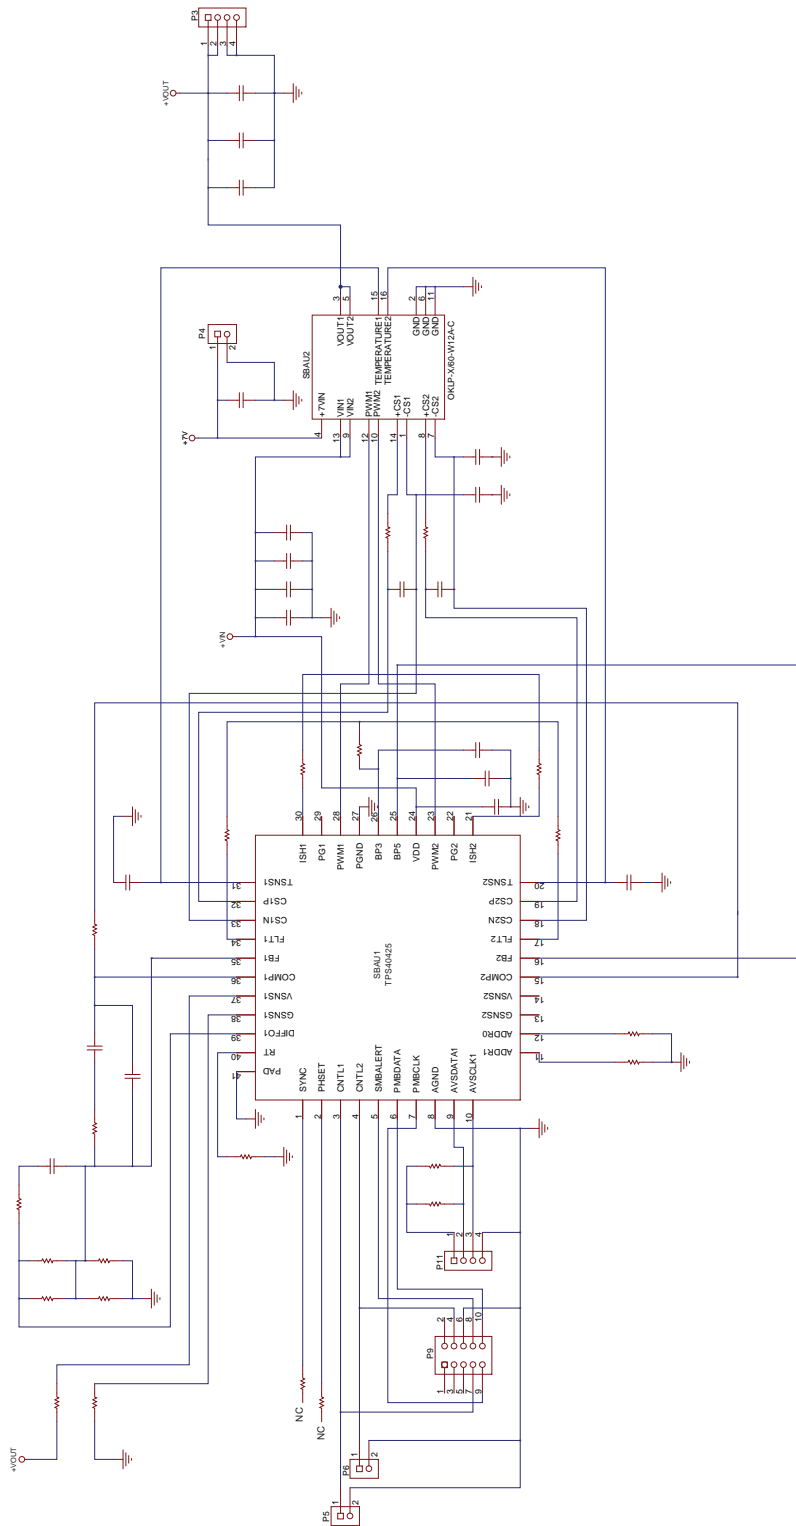 P3
1
2
3
4
+VOUT
P4
1
2
+7V
SBAU2
OKLP-X/60-W12A-C
3
5
15
16
2
6
11
VOUT1
VOUT2
TEMPERATURE1
TEMPERATURE2
GND
GND
GND
+7VIN
VIN1
VIN2
PWM1
PWM2
+CS1
-CS1
+CS2
-CS2
4
13
9
12
10
14
1
8
7
+VIN
30
29
28
27
26
25
24
23
22
21
ISH1
PG1
PWM1
PGND
BP3
BP5
VDD
PWM2
PG2
ISH2
31
32
33
34
35
36
37
38
39
40
41
TSNS1
CS1P
CS1N
FLT1
FB1
COMP1
VSNS1
GSNS1
DIFFO1
RT
PAD
SBAU1
TPS40425
TSNS2
CS2P
CS2N
FLT2
FB2
COMP2
VSNS2
GSNS2
ADDR0
ADDR1
20
19
18
17
16
15
14
13
12
11
SYNC
PHSET
CNTL1
CNTL2
SMBALERT
PMBDATA
PMBCLK
AGND
AVSDATA1
AVSCLK1
1
2
3
4
5
6
7
8
9
10
P11
1
2
3
4
P9
2
4
6
8
10
1
3
5
7
9
NC
NC
+VOUT
P6
1
2
P5
1
2